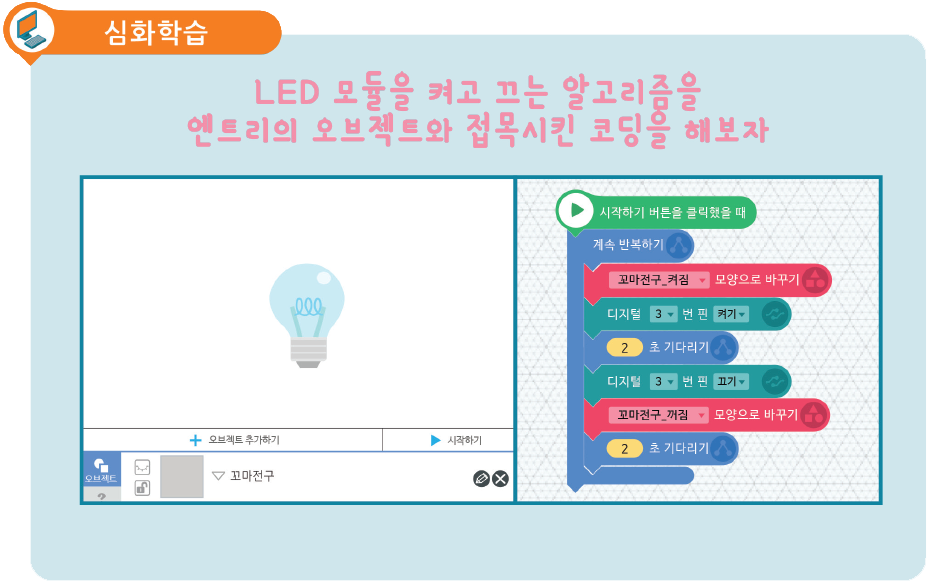 심화학습
LED 모듈을 켜고 끄는 알고리즘을
엔트리의 오브젝트와 접목시킨 코딩을 해보자
시작하기 버튼을 클릭했을 때
계속 반복하기
꼬마전구_켜짐 모양으로 바꾸기
디지털 3 번 핀 켜기
2 초 기다리기
디지털 3 번 핀 끄기
꼬마전구_꺼짐 모양으로 바꾸기
2 초 기다리기
+ 오브젝트 추가하기
시작하기
오브젝트
?
꼬마전구